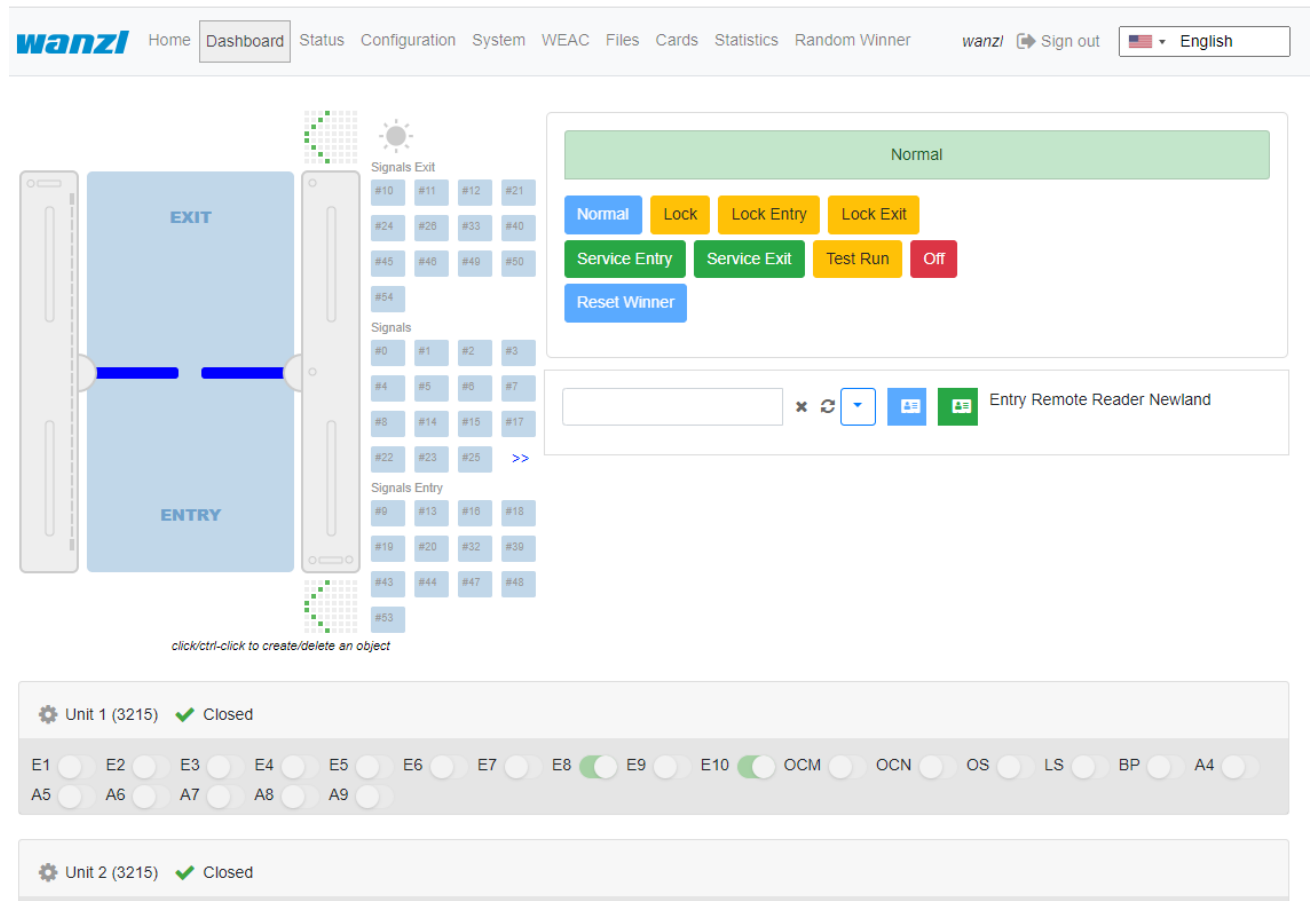 wanzl Home Dashboard Status Configuration System WEAC Files Cards Statistics Random Winner wanzl Sign out English
EXIT
ENTRY
click/ctrl-click to create/delete an object
Signals Exit
#10 #11 #12 #21
#24 #26 #33 #40
#45 #46 #49 #50
#54
Signals
#0 #1 #2 #3
#4 #5 #6 #7
#8 #14 #15 #17
#22 #23 #25 >>
Signals Entry
#9 #13 #16 #18
#19 #20 #32 #39
#43 #44 #47 #48
#53
Normal
Normal Lock Lock Entry Lock Exit
Service Entry Service Exit Test Run Off
Reset Winner
Entry Remote Reader Newland
Unit 1 (3215) Closed
E1 E2 E3 E4 E5 E6 E7 E8 E9 E10 OCM OCN OS LS BP A4
A5 A6 A7 A8 A9
Unit 2 (3215) Closed